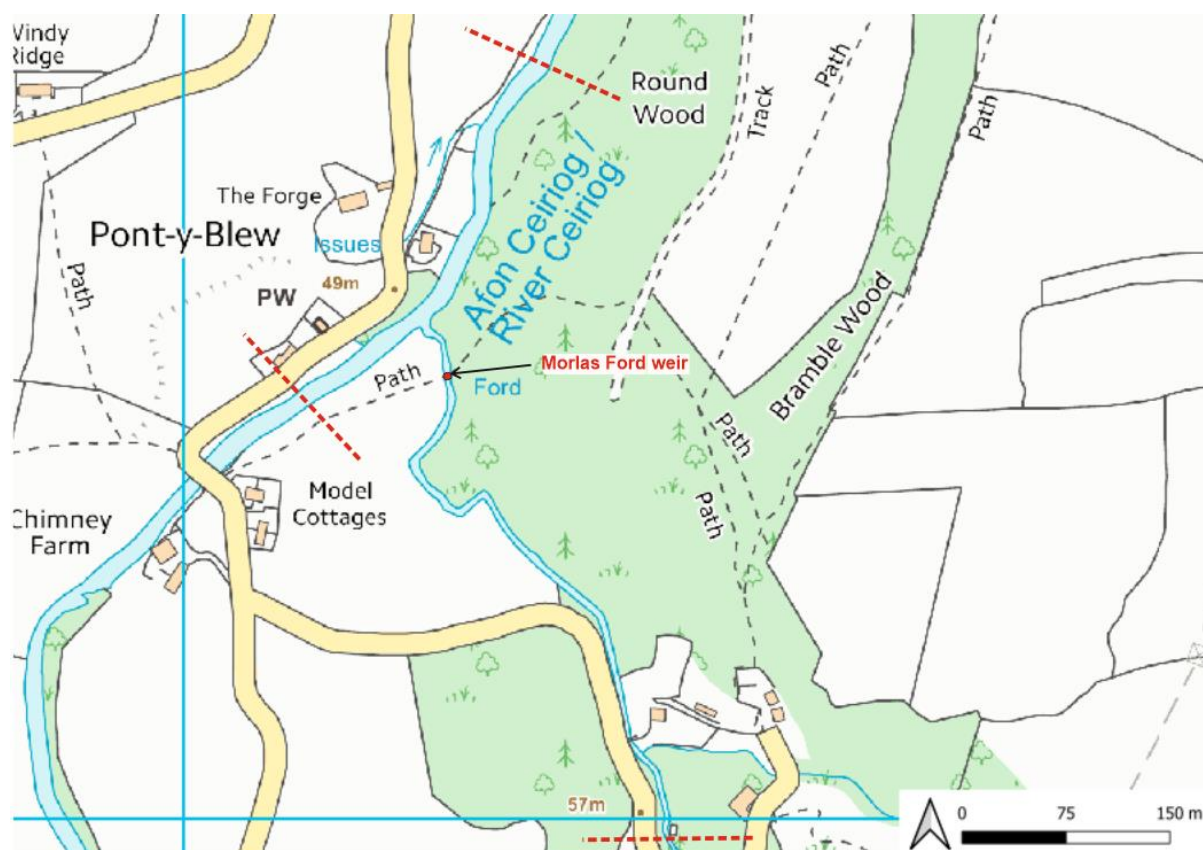 Windy
Ridge
Round
Wood
Track
Path
Path
The Forge
Pont-y-Blew
Issues
Path
49m
PW
Afon Ceiriog /
River Ceiriog
Morlas Ford weir
Path
Ford
Bramble Wood
Path
Path
Model
Cottages
Chimney
Farm
57m
0 75 150 m